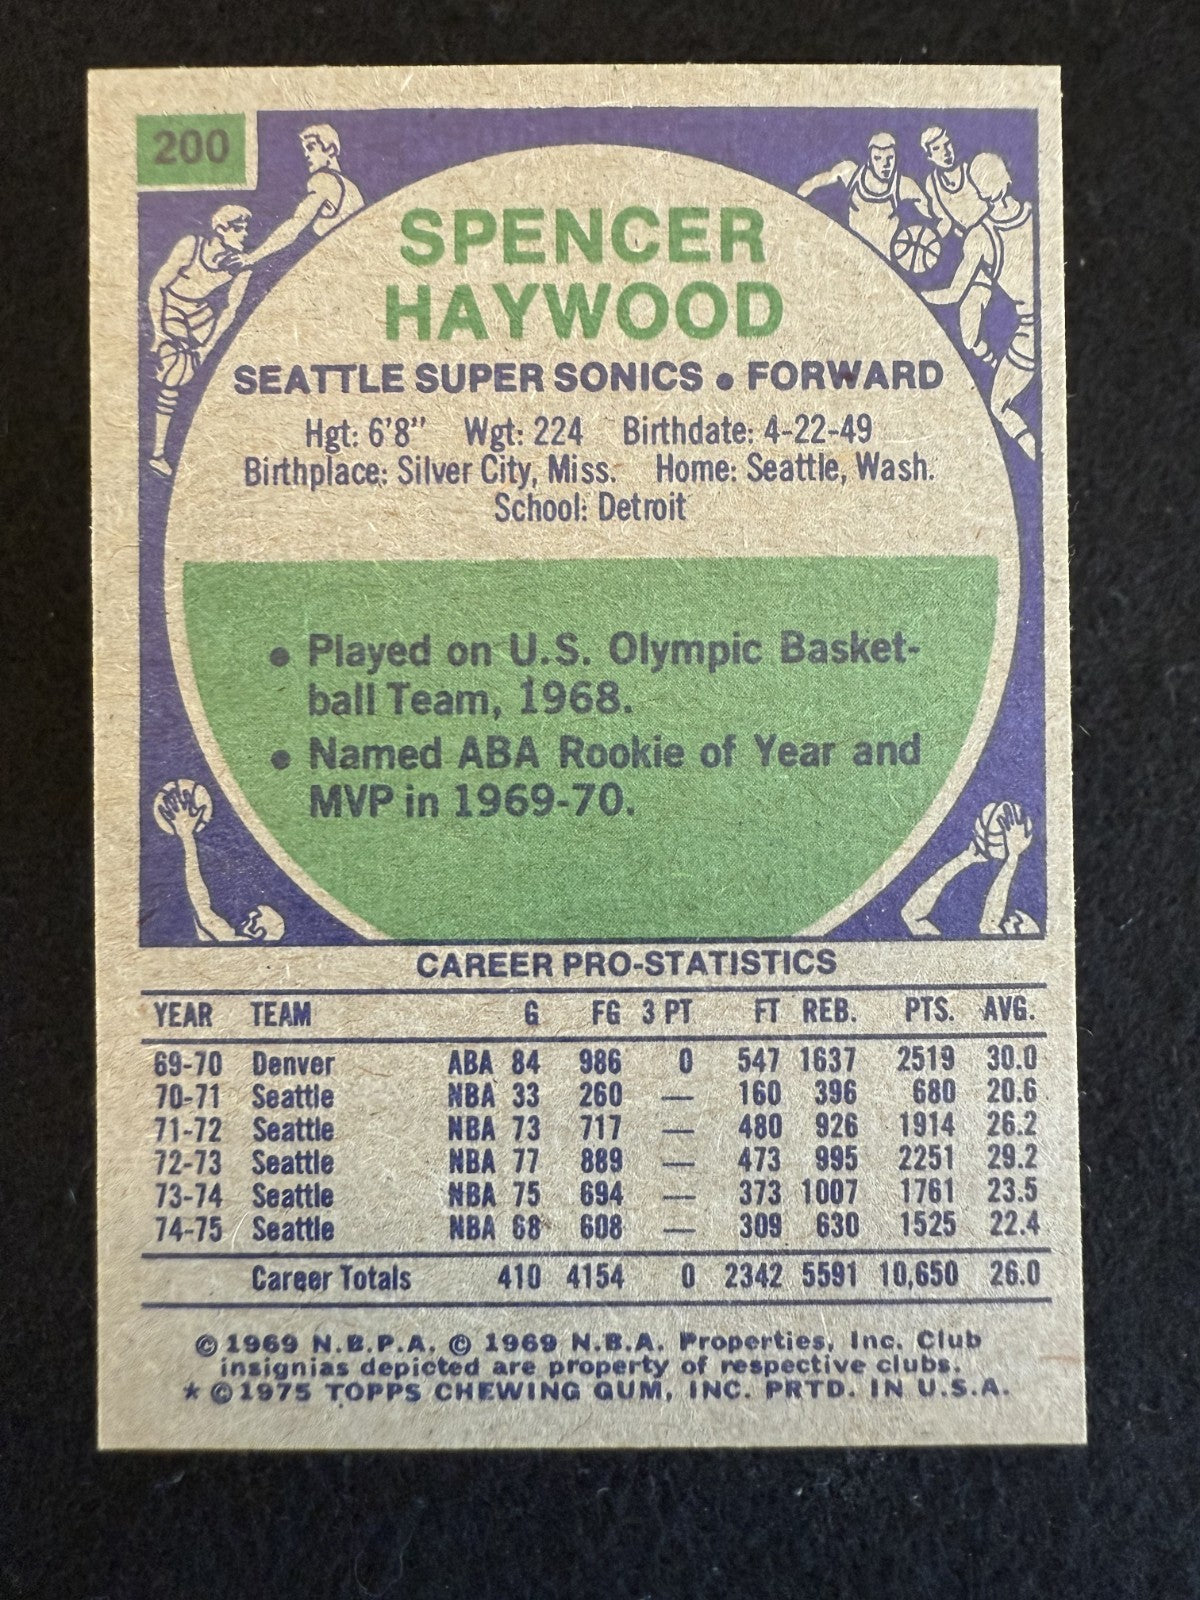 200
SPENCER
HAYWOOD
SEATTLE SUPER SONICS • FORWARD
Hgt: 6'8" Wgt: 224 Birthdate: 4-22-49
Birthplace: Silver City, Miss. Home: Seattle, Wash.
School: Detroit
• Played on U.S. Olympic Basket-
ball Team, 1968.
• Named ABA Rookie of Year and
MVP in 1969-70.
CAREER PRO-STATISTICS
YEAR TEAM G FG 3 PT FT REB. PTS. AVG.
69-70 Denver ABA 84 986 0 547 1637 2519 30.0
70-71 Seattle NBA 33 260 — 160 396 680 20.6
71-72 Seattle NBA 73 717 — 480 926 1914 26.2
72-73 Seattle NBA 77 889 — 473 995 2251 29.2
73-74 Seattle NBA 75 694 — 373 1007 1761 23.5
74-75 Seattle NBA 68 608 — 309 630 1525 22.4
Career Totals 410 4154 0 2342 5591 10,650 26.0
© 1969 N.B.P.A. © 1969 N.B.A. Properties, Inc. Club
insignias depicted are property of respective clubs.
* © 1975 TOPPS CHEWING GUM, INC. PRTD. IN U.S.A.